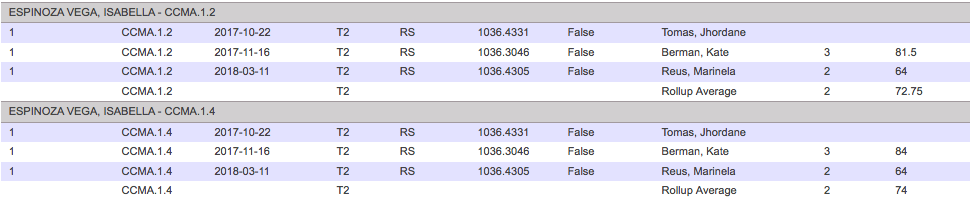 ESPINOZA VEGA, ISABELLA - CCMA.1.2
1 CCMA.1.2 2017-10-22 T2 RS 1036.4331 False Tomas, Jhordane
1 CCMA.1.2 2017-11-16 T2 RS 1036.3046 False Berman, Kate 3 81.5
1 CCMA.1.2 2018-03-11 T2 RS 1036.4305 False Reus, Marinela 2 64
CCMA.1.2 T2 Rollup Average 2 72.75
ESPINOZA VEGA, ISABELLA - CCMA.1.4
1 CCMA.1.4 2017-10-22 T2 RS 1036.4331 False Tomas, Jhordane
1 CCMA.1.4 2017-11-16 T2 RS 1036.3046 False Berman, Kate 3 84
1 CCMA.1.4 2018-03-11 T2 RS 1036.4305 False Reus, Marinela 2 64
CCMA.1.4 T2 Rollup Average 2 74